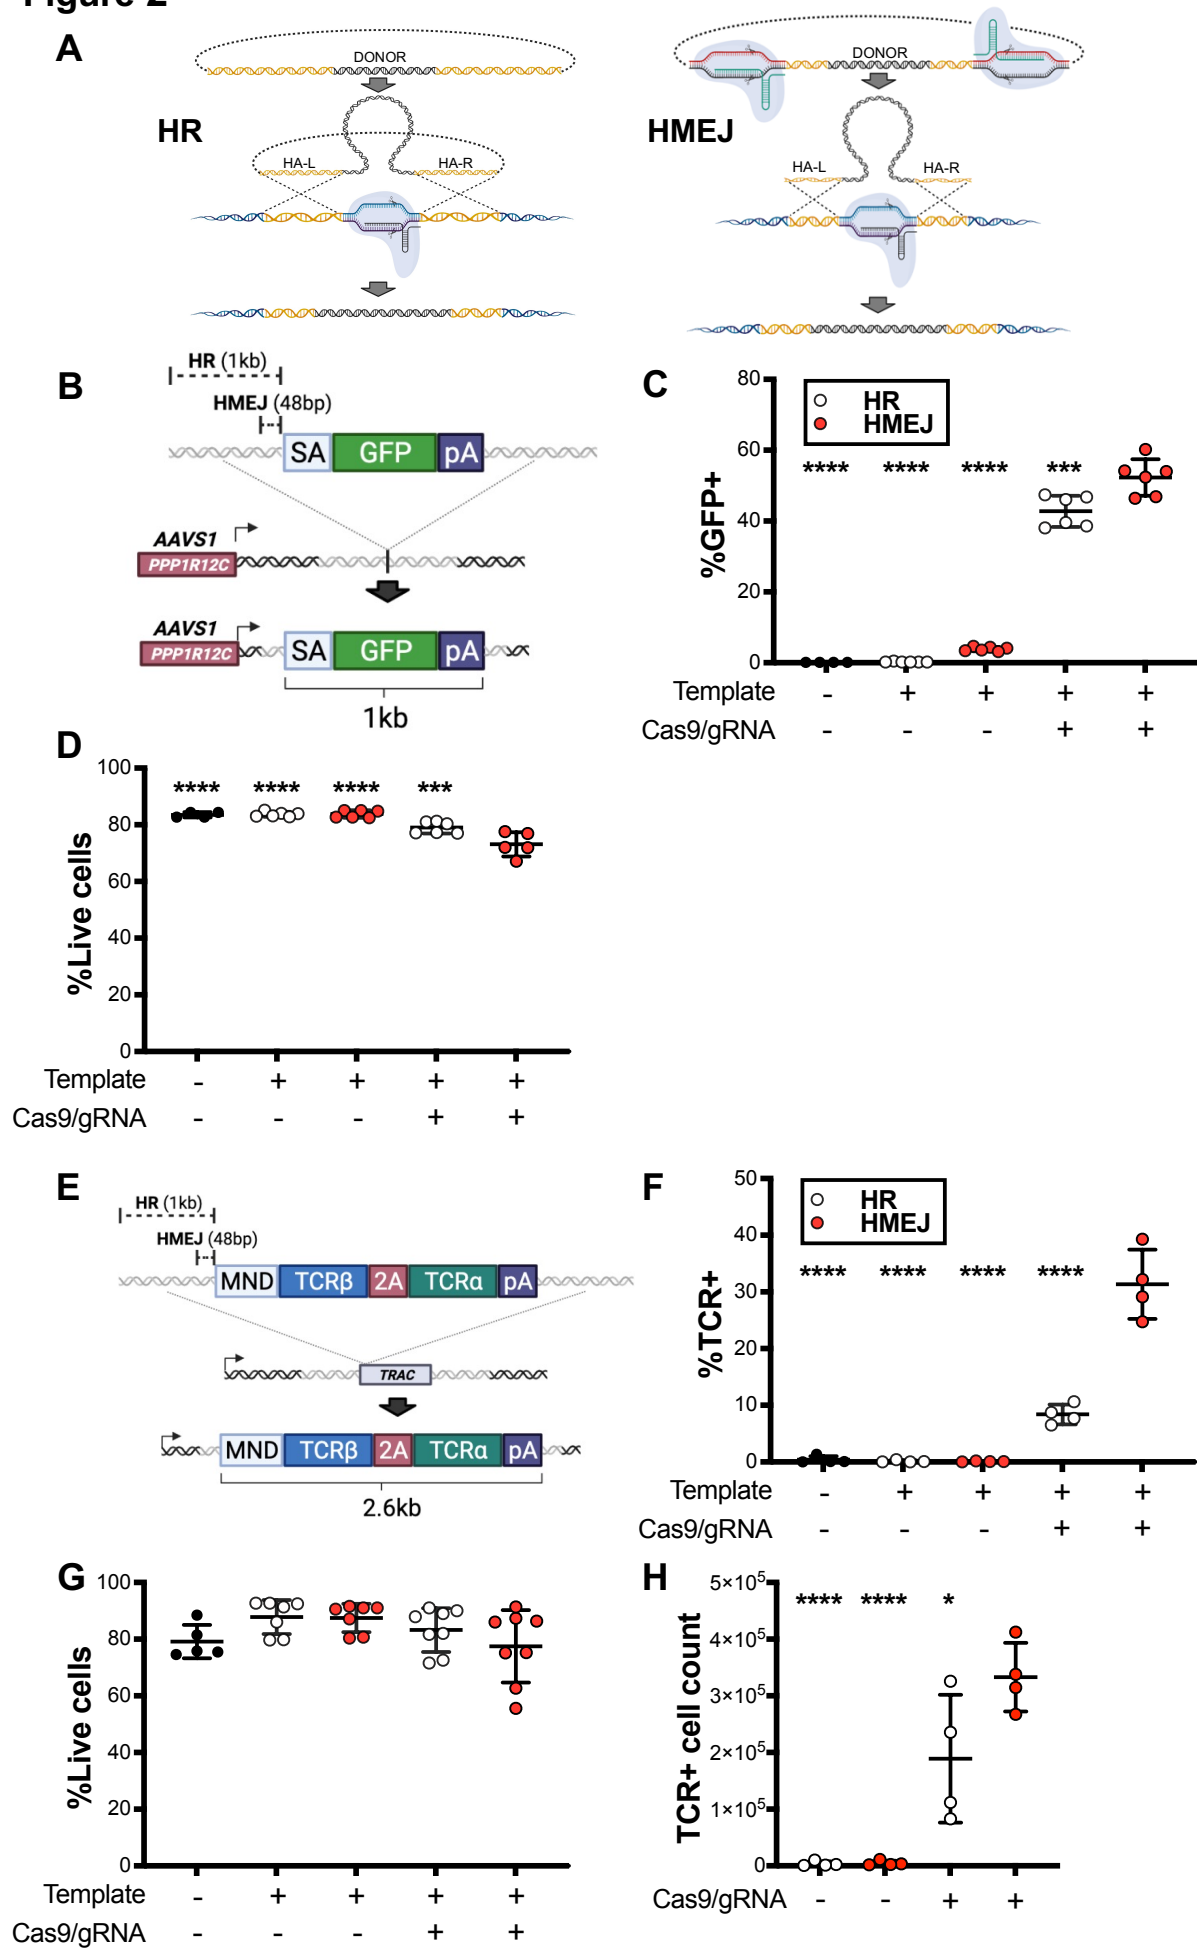 Figure 2
A
DONOR
HR
HA-L
HA-R
DONOR
HMEJ
HA-L
HA-R
B
HR (1kb)
HMEJ (48bp)
SA GFP pA
AAVS1
PPP1R12C
AAVS1
PPP1R12C
SA GFP pA
1kb
C
%GFP+
80
60
40
20
0
HR
HMEJ
**** **** **** ***
Template - + + + +
Cas9/gRNA - - - + +
D
%Live cells
100
80
60
40
20
0
**** **** **** ***
Template - + + + +
Cas9/gRNA - - - + +
E
HR (1kb)
HMEJ (48bp)
MND TCRβ 2A TCRα pA
TRAC
MND TCRβ 2A TCRα pA
2.6kb
F
%TCR+
50
40
30
20
10
0
HR
HMEJ
**** **** **** ****
Template - + + + +
Cas9/gRNA - - - + +
G
%Live cells
100
80
60
40
20
0
Template - + + + +
Cas9/gRNA - - - + +
H
TCR+ cell count
5×10⁵
4×10⁵
3×10⁵
2×10⁵
1×10⁵
0
**** **** *
Cas9/gRNA - - + +